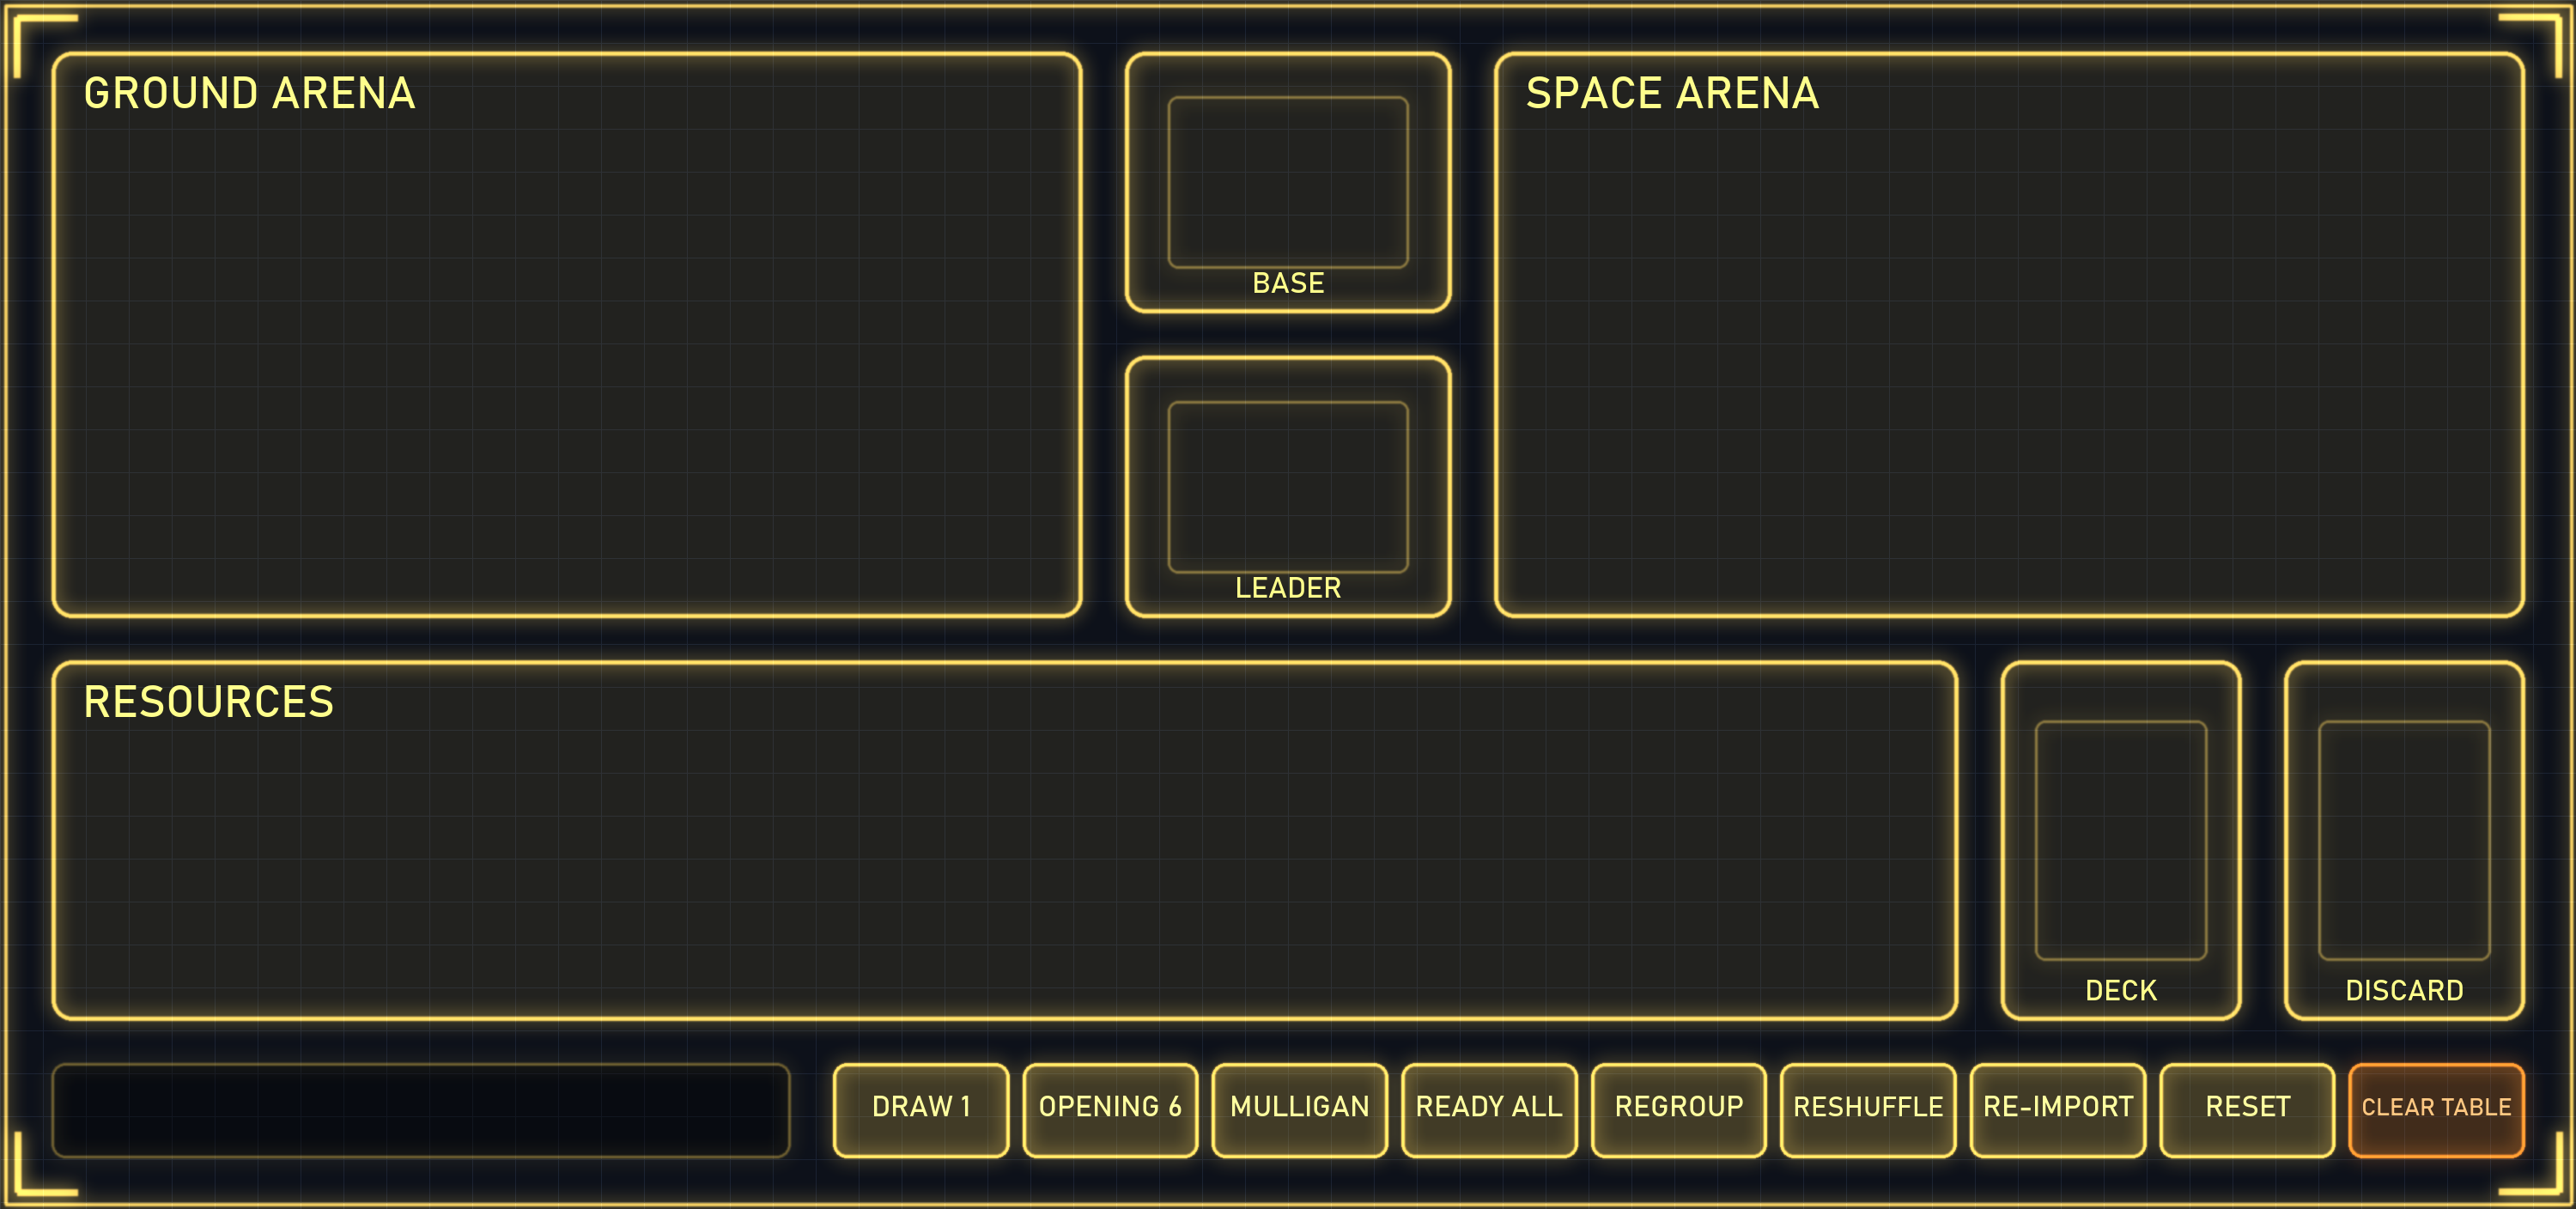 GROUND ARENA
BASE
SPACE ARENA
LEADER
RESOURCES
DECK
DISCARD
DRAW 1
OPENING 6
MULLIGAN
READY ALL
REGROUP
RESHUFFLE
RE-IMPORT
RESET
CLEAR TABLE